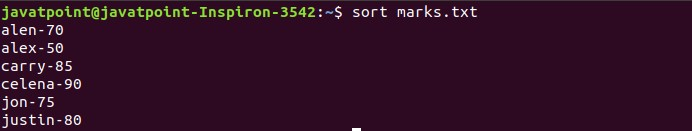 javatpoint@javatpoint-Inspiron-3542:~$ sort marks.txt
alen-70
alex-50
carry-85
celena-90
jon-75
justin-80